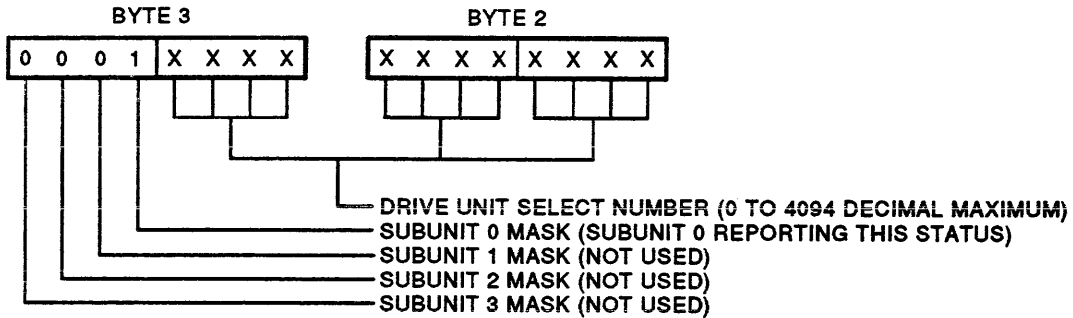 BYTE 3 BYTE 2
0 0 0 1 X X X X X X X X X X X X
DRIVE UNIT SELECT NUMBER (0 TO 4094 DECIMAL MAXIMUM)
SUBUNIT 0 MASK (SUBUNIT 0 REPORTING THIS STATUS)
SUBUNIT 1 MASK (NOT USED)
SUBUNIT 2 MASK (NOT USED)
SUBUNIT 3 MASK (NOT USED)